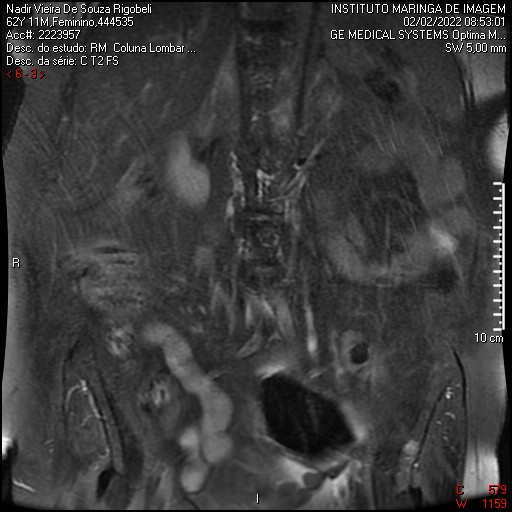 Nadir Vieira De Souza Rigobeli
62Y 11M,Feminino,444535
Acc#: 2223957
Desc. do estudo: RM Coluna Lombar ...
Desc. da série: C T2 FS
< 6 - 3 >
INSTITUTO MARINGA DE IMAGEM
02/02/2022 08:53:01
GE MEDICAL SYSTEMS Optima M...
SW 5,00 mm
R
10 cm
I
C 579
W 1159